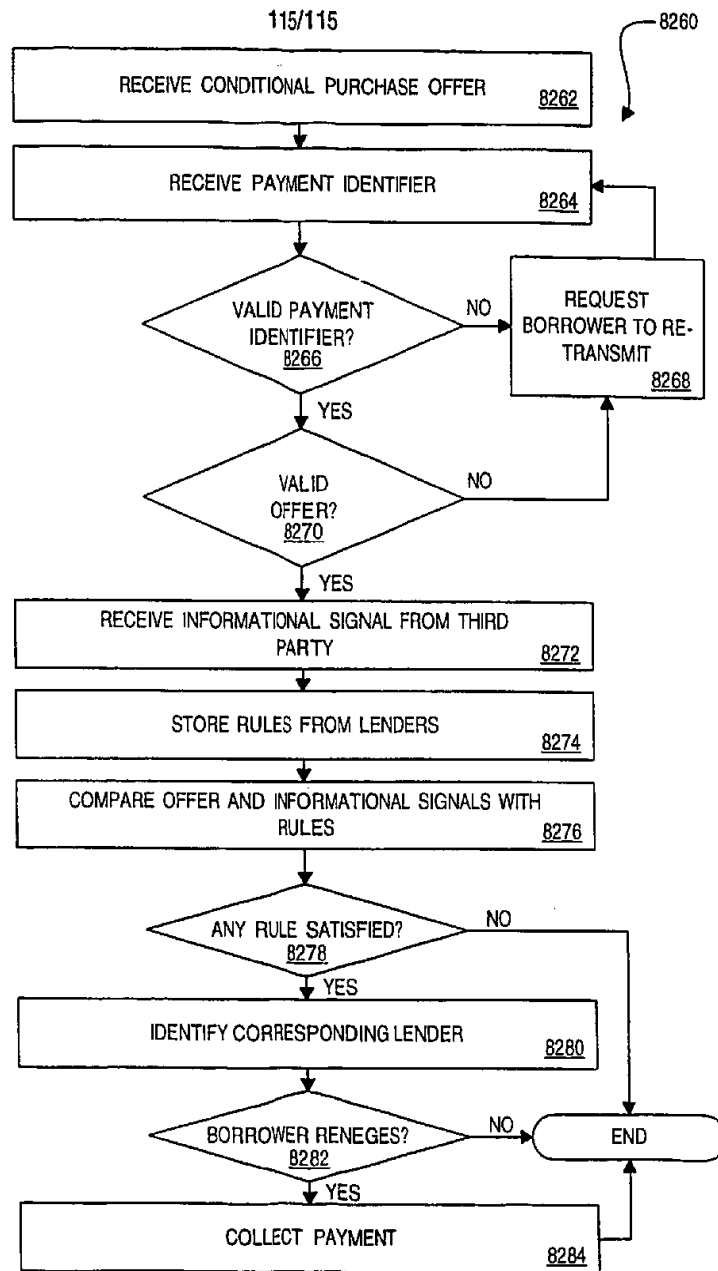 115/115
8260
RECEIVE CONDITIONAL PURCHASE OFFER
8262
RECEIVE PAYMENT IDENTIFIER
8264
VALID PAYMENT
IDENTIFIER?
8266
NO
REQUEST
BORROWER TO RE-
TRANSMIT
8268
YES
VALID
OFFER?
8270
NO
YES
RECEIVE INFORMATIONAL SIGNAL FROM THIRD
PARTY
8272
STORE RULES FROM LENDERS
8274
COMPARE OFFER AND INFORMATIONAL SIGNALS WITH
RULES
8276
ANY RULE SATISFIED?
8278
NO
YES
IDENTIFY CORRESPONDING LENDER
8280
BORROWER RENEGES?
8282
NO
END
YES
COLLECT PAYMENT
8284